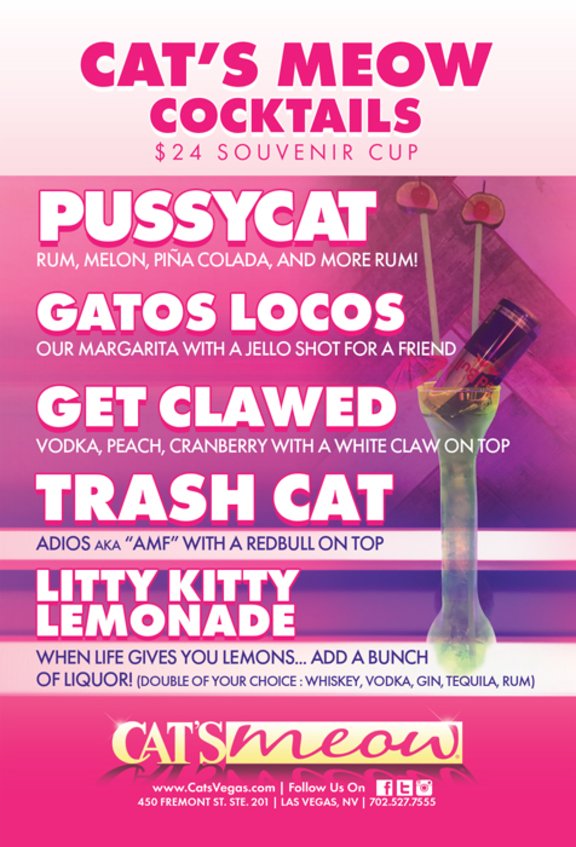 CAT'S MEOW
COCKTAILS
$24 SOUVENIR CUP
PUSSYCAT
RUM, MELON, PIÑA COLADA, AND MORE RUM!
GATOS LOCOS
OUR MARGARITA WITH A JELLO SHOT FOR A FRIEND
GET CLAWED
VODKA, PEACH, CRANBERRY WITH A WHITE CLAW ON TOP
TRASH CAT
ADIOS AKA "AMF" WITH A REDBULL ON TOP
LITTY KITTY
LEMONADE
WHEN LIFE GIVES YOU LEMONS... ADD A BUNCH
OF LIQUOR! (DOUBLE OF YOUR CHOICE : WHISKEY, VODKA, GIN, TEQUILA, RUM)
CAT'S meow
www.CatsVegas.com | Follow Us On
450 FREMONT ST. STE. 201 | LAS VEGAS, NV | 702.527.7555